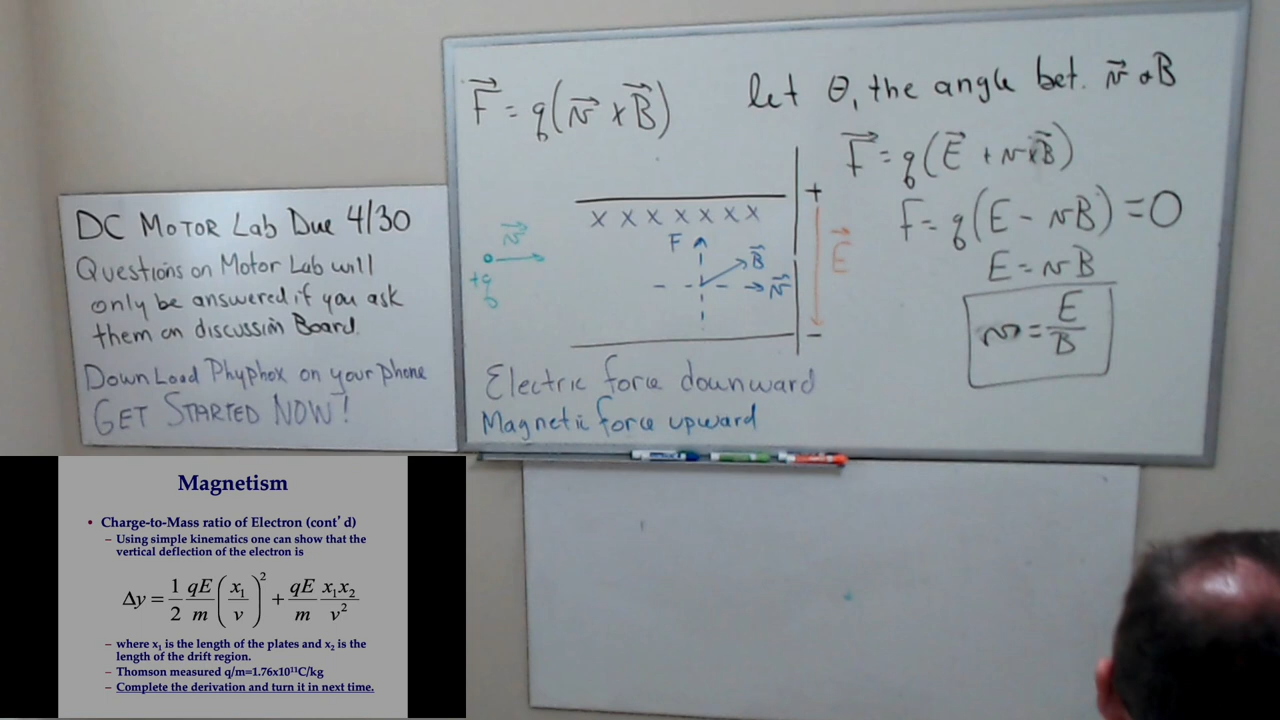 F⃗ = q(v⃗ × B⃗)
let θ, the angle bet. v⃗ & B
F⃗ = q(E⃗ + v×B⃗)
F = q(E - vB) = 0
E = vB
v = E/B
+
x x x x x x x
v⃗
+q
F
B⃗
v⃗
E⃗
-
Electric force downward
Magnetic force upward
DC MOTOR Lab Due 4/30
Questions on Motor Lab will
only be answered if you ask
them on discussion Board.
DownLoad Phyphox on your phone
GET STARTED NOW!
Magnetism
• Charge-to-Mass ratio of Electron (cont'd)
– Using simple kinematics one can show that the
vertical deflection of the electron is
Δy = 1/2 qE/m (x₁/v)² + qE/m x₁x₂/v²
– where x₁ is the length of the plates and x₂ is the
length of the drift region.
– Thomson measured q/m=1.76x10¹¹C/kg
– Complete the derivation and turn it in next time.